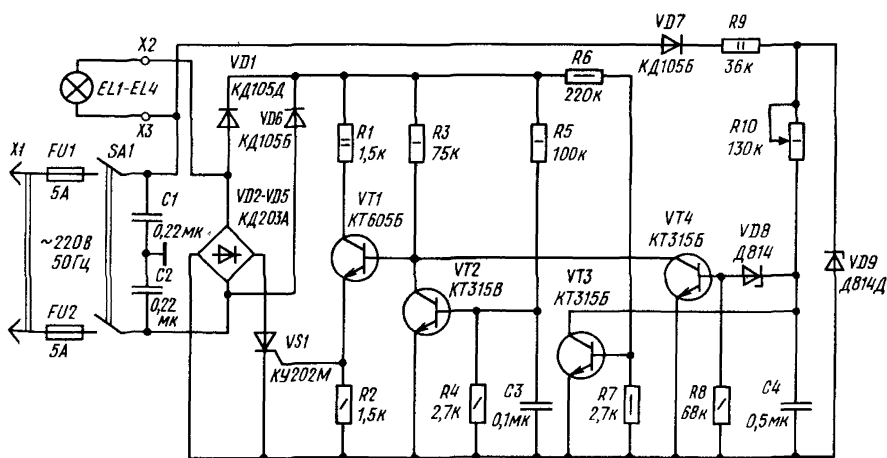 X2
EL1-EL4
X3
X1
FU1
5А
SA1
~220В
50Гц
FU2
5А
C1
0,22мк
C2
0,22
мк
VD1
КД105Д
VD6
КД105Б
VD2-VD5
КД203А
VS1
КУ202М
R1
1,5к
VT1
КТ605Б
R2
1,5к
R3
75к
VT2
КТ315В
R4
2,7к
R5
100к
C3
0,1мк
R6
220к
VT3
КТ315Б
R7
2,7к
VT4
КТ315Б
R8
68к
VD7
КД105Б
R9
36к
R10
130к
VD8
Д814
VD9
Д814Д
C4
0,5мк